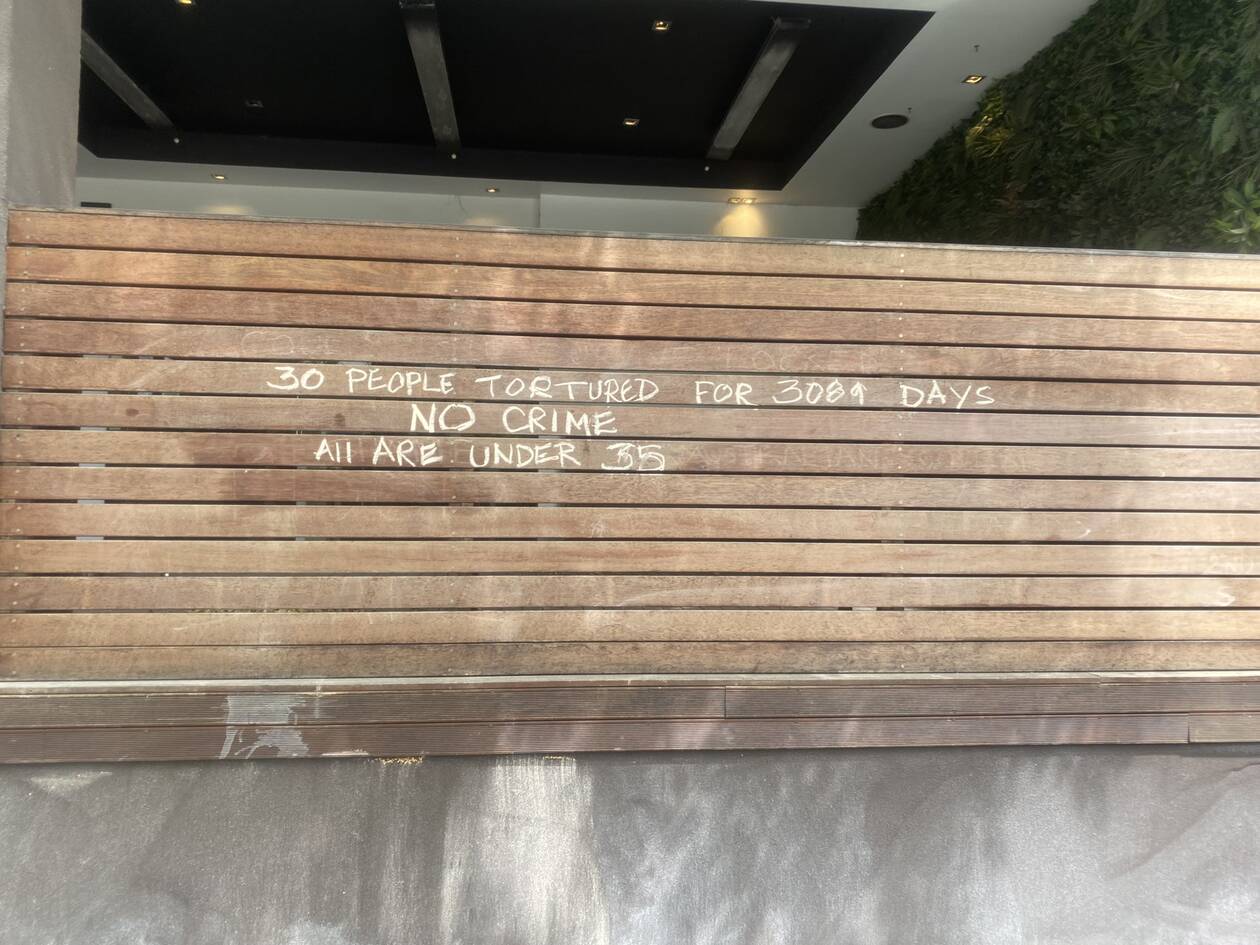 30 PEOPLE TORTURED FOR 3089 DAYS
NO CRIME
All ARE UNDER 35